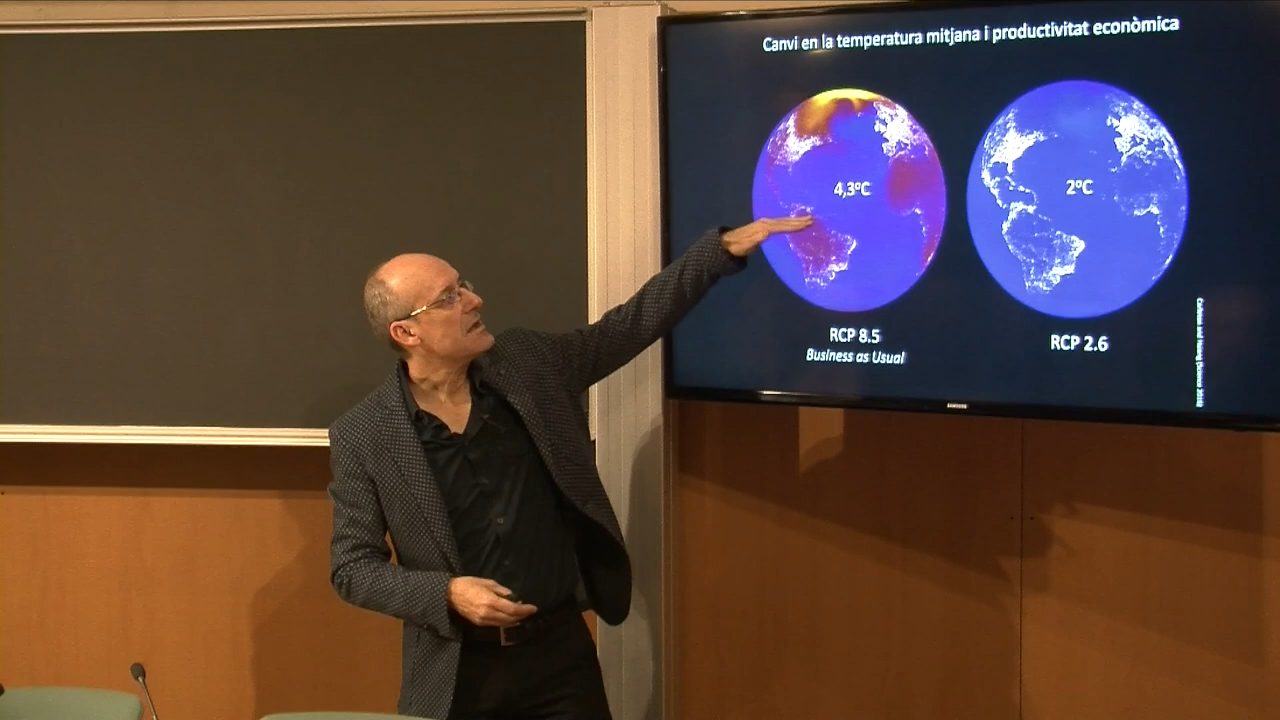 Canvi en la temperatura mitjana i productivitat econòmica
4,3ºC
2ºC
RCP 8.5
Business as Usual
RCP 2.6
SAMSUNG